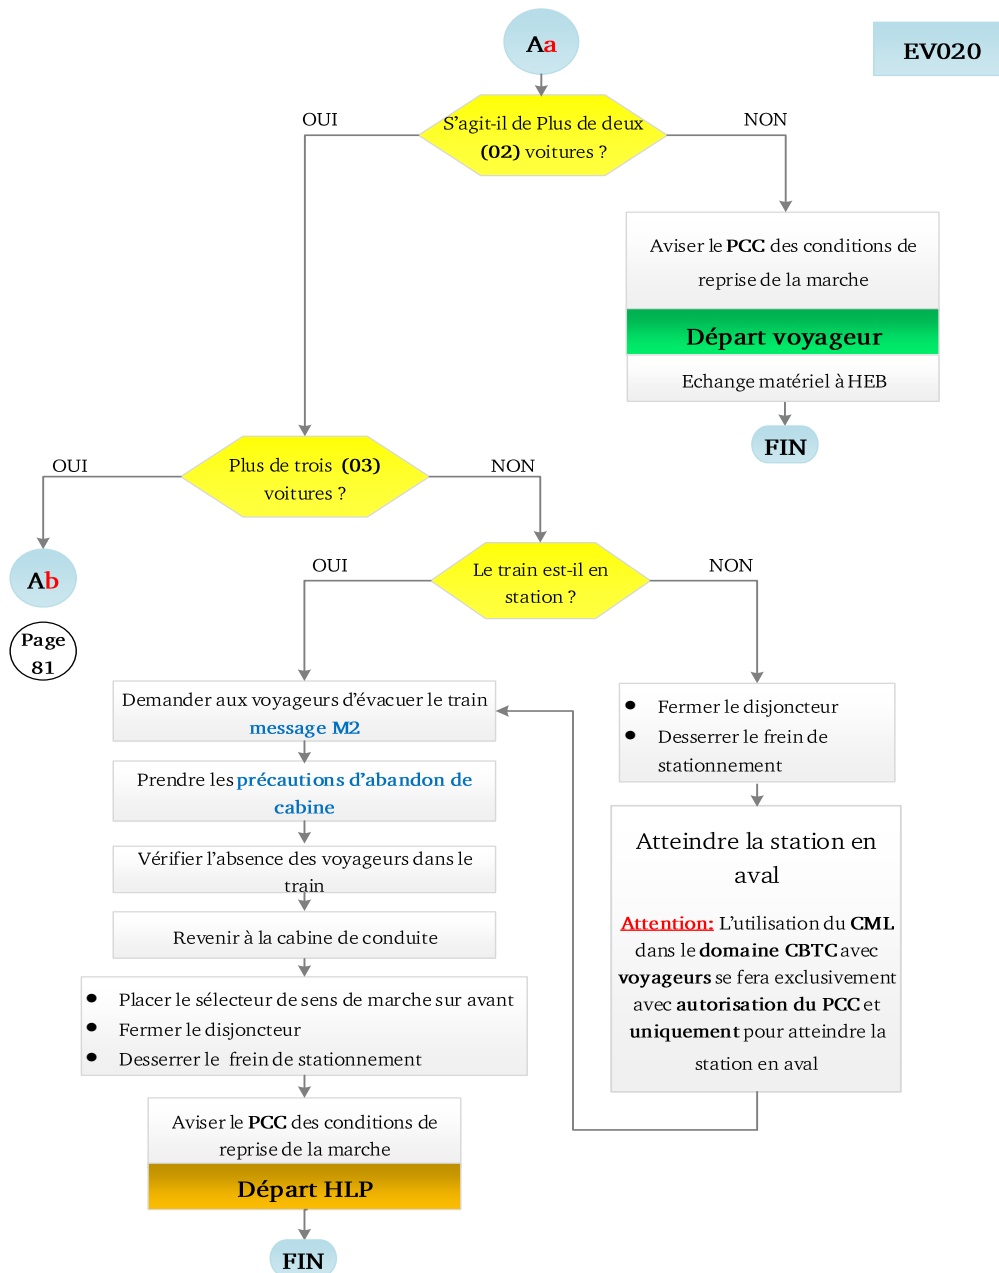 Aa
EV020
S’agit-il de Plus de deux
(02) voitures ?
OUI
NON
Aviser le PCC des conditions de
reprise de la marche
Départ voyageur
Echange matériel à HEB
FIN
Plus de trois (03)
voitures ?
OUI
NON
Ab
Page
81
Le train est-il en
station ?
OUI
NON
Demander aux voyageurs d’évacuer le train
message M2
Prendre les précautions d’abandon de
cabine
Vérifier l’absence des voyageurs dans le
train
Revenir à la cabine de conduite
• Placer le sélecteur de sens de marche sur avant
• Fermer le disjoncteur
• Desserrer le frein de stationnement
Aviser le PCC des conditions de
reprise de la marche
Départ HLP
FIN
• Fermer le disjoncteur
• Desserrer le frein de
stationnement
Atteindre la station en
aval
Attention: L’utilisation du CML
dans le domaine CBTC avec
voyageurs se fera exclusivement
avec autorisation du PCC et
uniquement pour atteindre la
station en aval